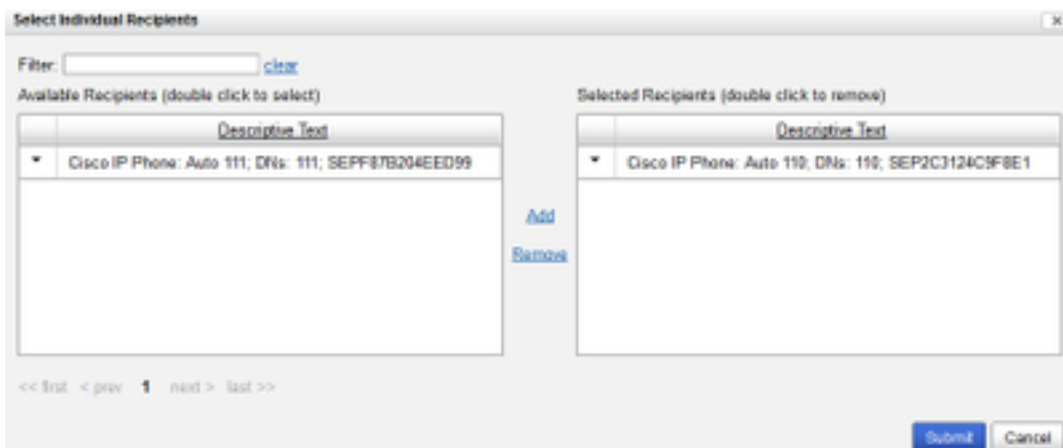 Select Individual Recipients
Filter: clear
Available Recipients (double click to select)
Selected Recipients (double click to remove)
Descriptive Text
Descriptive Text
Cisco IP Phone: Auto 111; DNs: 111; SEPF87B204EED99
Cisco IP Phone: Auto 110; DNs: 110; SEP2C3124C9F8E1
Add
Remove
<< first < prev 1 next > last >>
Submit Cancel